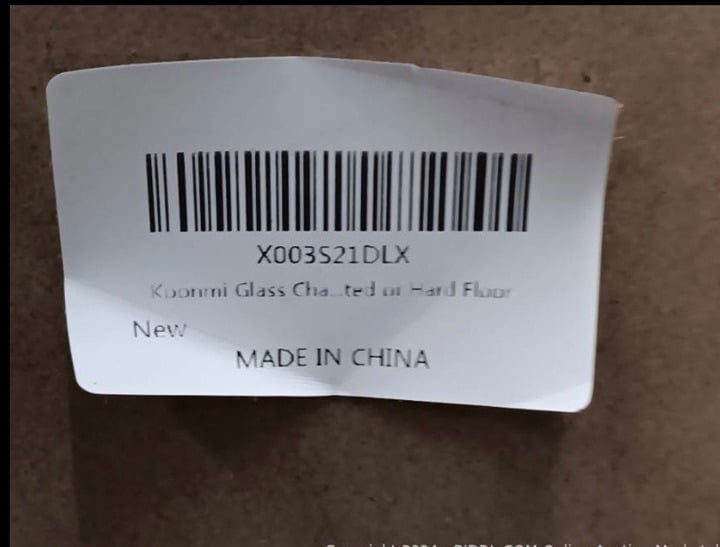 X003S21DLX
Koonmi Glass Cha...ted or Hard Floor
New
MADE IN CHINA